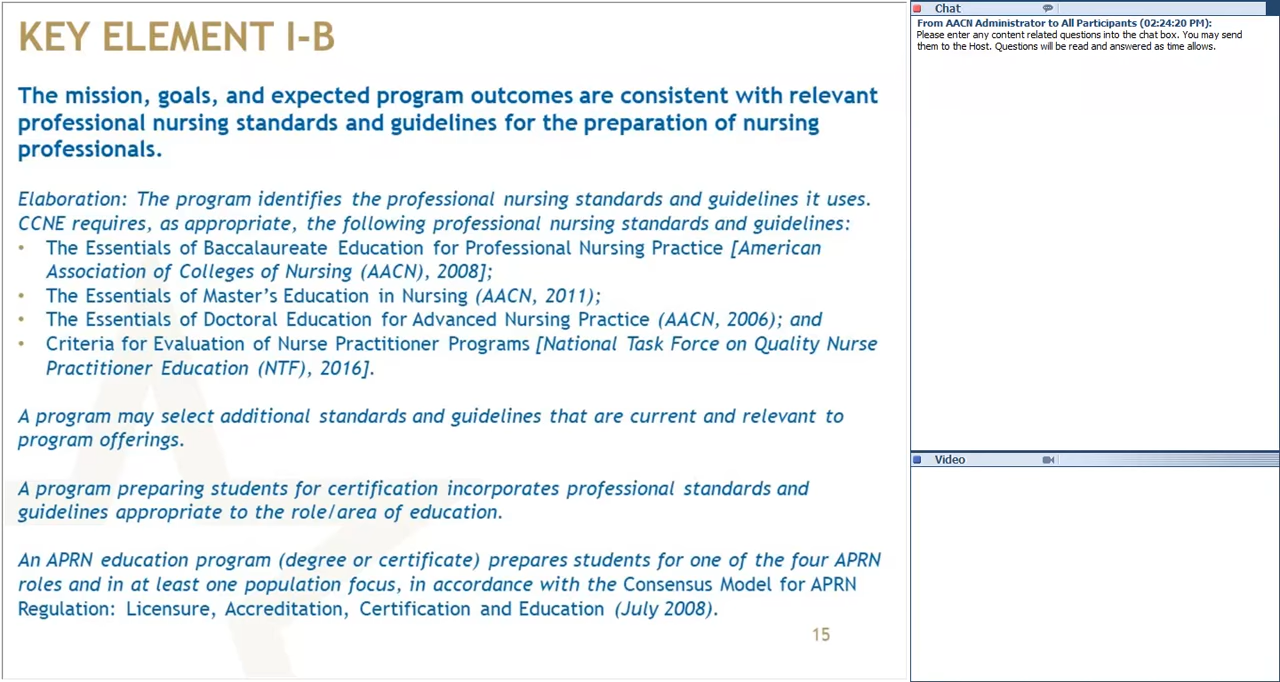 KEY ELEMENT I-B
The mission, goals, and expected program outcomes are consistent with relevant
professional nursing standards and guidelines for the preparation of nursing
professionals.
Elaboration: The program identifies the professional nursing standards and guidelines it uses.
CCNE requires, as appropriate, the following professional nursing standards and guidelines:
• The Essentials of Baccalaureate Education for Professional Nursing Practice [American
Association of Colleges of Nursing (AACN), 2008];
• The Essentials of Master's Education in Nursing (AACN, 2011);
• The Essentials of Doctoral Education for Advanced Nursing Practice (AACN, 2006); and
• Criteria for Evaluation of Nurse Practitioner Programs [National Task Force on Quality Nurse
Practitioner Education (NTF), 2016].
A program may select additional standards and guidelines that are current and relevant to
program offerings.
A program preparing students for certification incorporates professional standards and
guidelines appropriate to the role/area of education.
An APRN education program (degree or certificate) prepares students for one of the four APRN
roles and in at least one population focus, in accordance with the Consensus Model for APRN
Regulation: Licensure, Accreditation, Certification and Education (July 2008).
15
Chat
From AACN Administrator to All Participants (02:24:20 PM):
Please enter any content related questions into the chat box. You may send
them to the Host. Questions will be read and answered as time allows.
Video